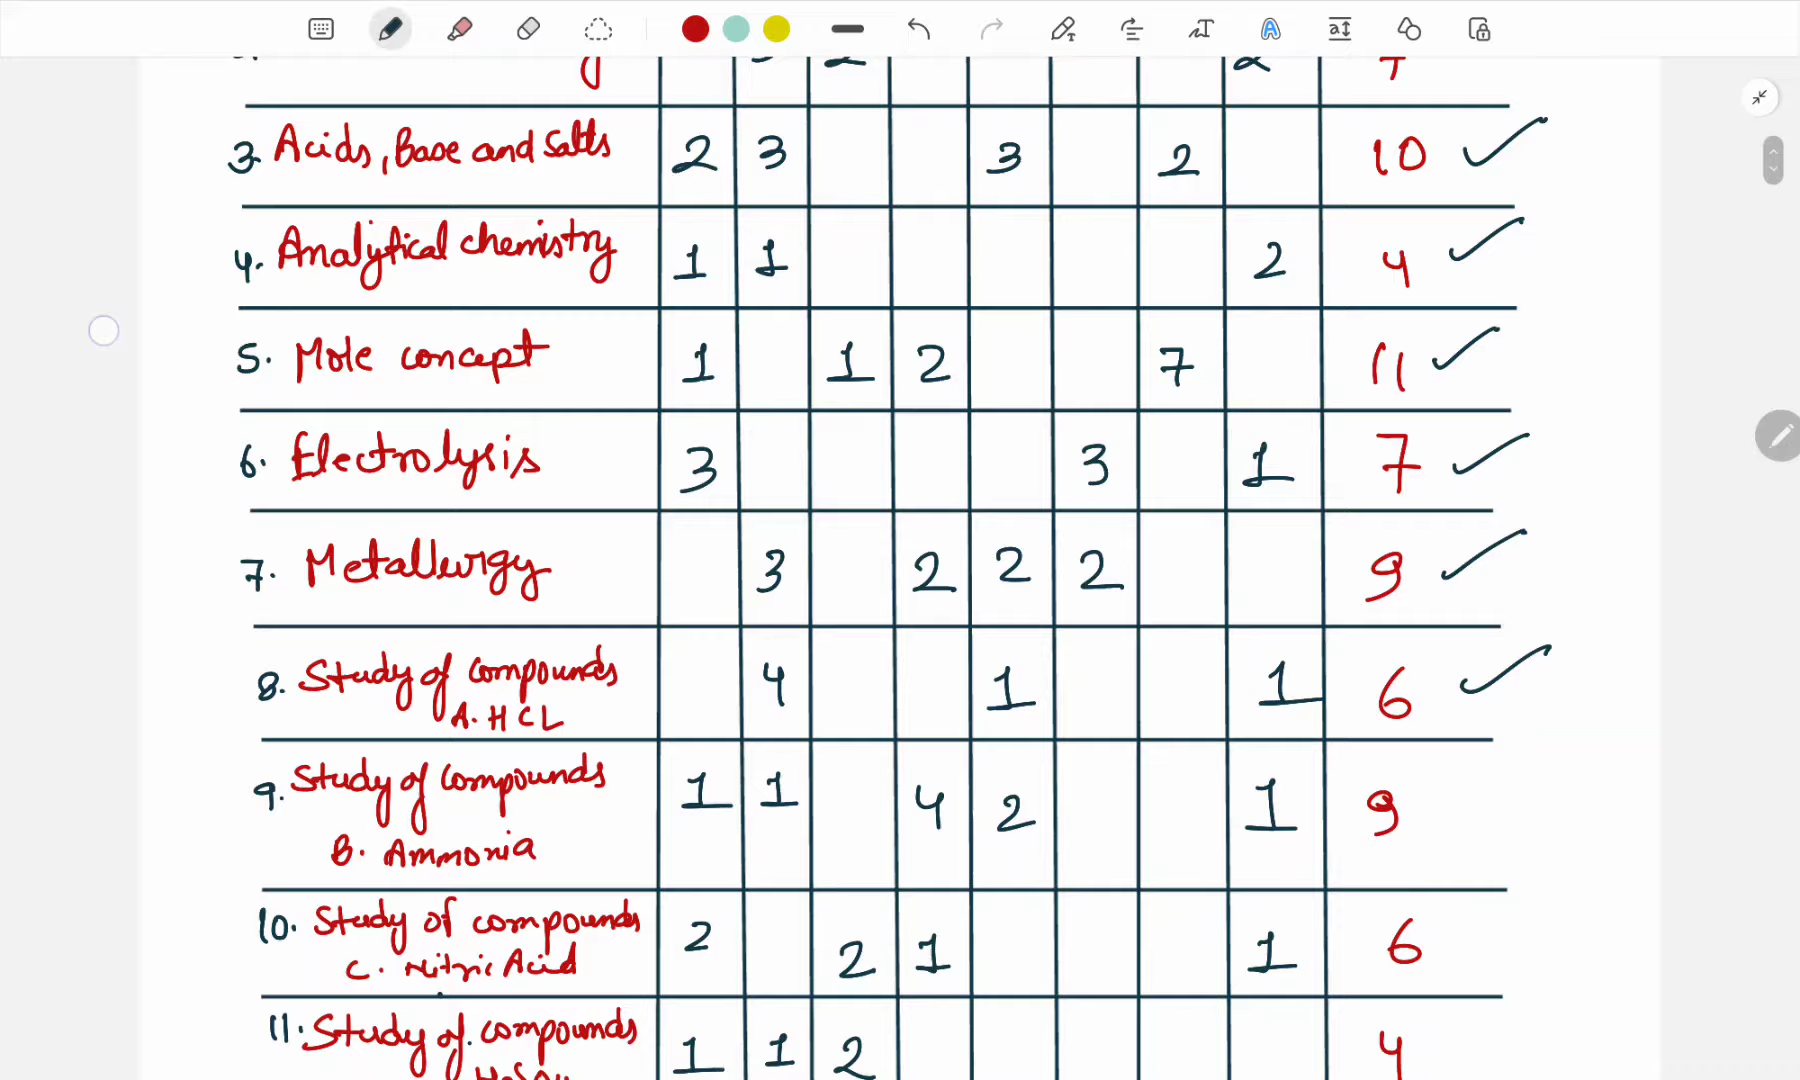 3. Acids, Base and Salts 2 3 3 2 10
4. Analytical chemistry 1 1 2 4
5. Mole concept 1 1 2 7 11
6. Electrolysis 3 3 1 7
7. Metallurgy 3 2 2 2 9
8. Study of compounds 4 1 1 6
A. HCL
9. Study of compounds 1 1 4 2 1 9
B. Ammonia
10. Study of compounds 2 2 1 1 6
C. Nitric Acid
11. Study of compounds 1 1 2 4